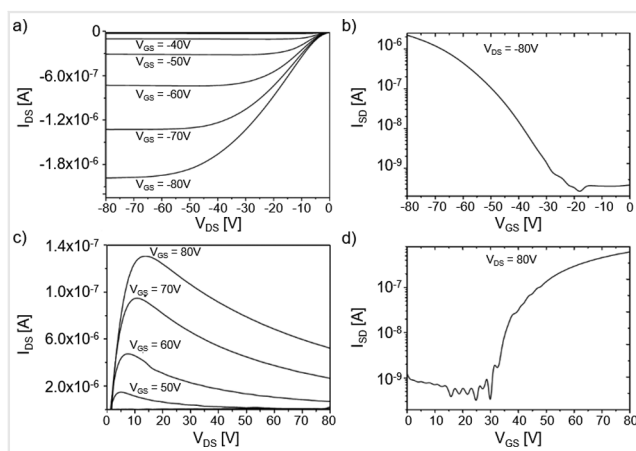 a)
0
-6.0x10⁻⁷
-1.2x10⁻⁶
-1.8x10⁻⁶
I_DS [A]
V_GS = -40V
V_GS = -50V
V_GS = -60V
V_GS = -70V
V_GS = -80V
-80 -70 -60 -50 -40 -30 -20 -10 0
V_DS [V]
b)
10⁻⁶
10⁻⁷
10⁻⁸
10⁻⁹
I_SD [A]
V_DS = -80V
-80 -70 -60 -50 -40 -30 -20 -10 0
V_GS [V]
c)
1.4x10⁻⁷
1.0x10⁻⁷
6.0x10⁻⁶
2.0x10⁻⁶
I_DS [A]
V_GS = 80V
V_GS = 70V
V_GS = 60V
V_GS = 50V
0 10 20 30 40 50 60 70 80
V_DS [V]
d)
10⁻⁷
10⁻⁸
10⁻⁹
I_SD [A]
V_DS = 80V
0 10 20 30 40 50 60 70 80
V_GS [V]